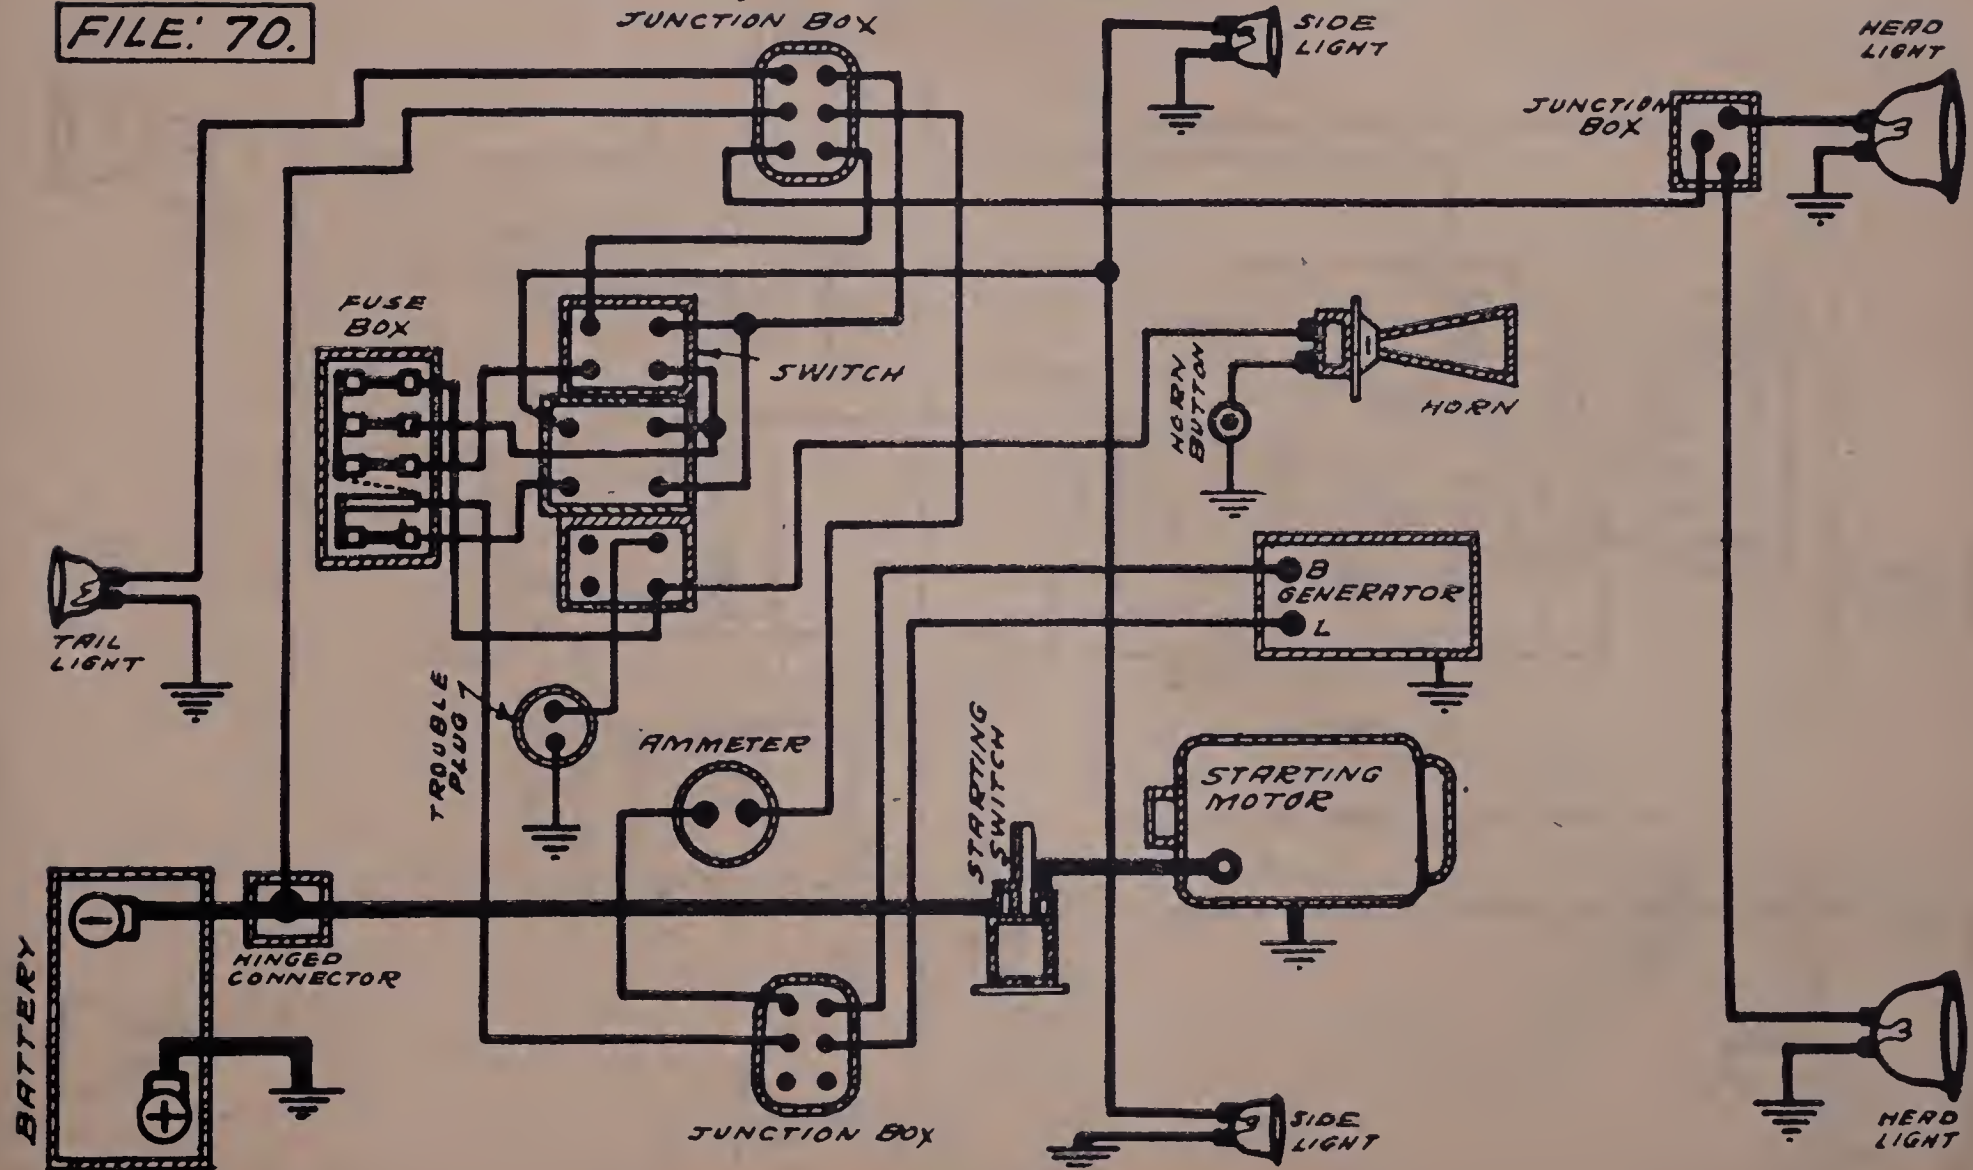 FILE: 70.
JUNCTION BOX
SIDE
LIGHT
HEAD
LIGHT
JUNCTION
BOX
FUSE
BOX
SWITCH
HORN
BUTTON
HORN
B
GENERATOR
L
TAIL
LIGHT
TROUBLE
PLUG
AMMETER
STARTING
SWITCH
STARTING
MOTOR
BATTERY
−
+
HINGED
CONNECTOR
JUNCTION BOX
SIDE
LIGHT
HEAD
LIGHT